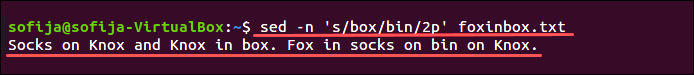 sofija@sofija-VirtualBox:~$ sed -n 's/box/bin/2p' foxinbox.txt
Socks on Knox and Knox in box. Fox in socks on bin on Knox.